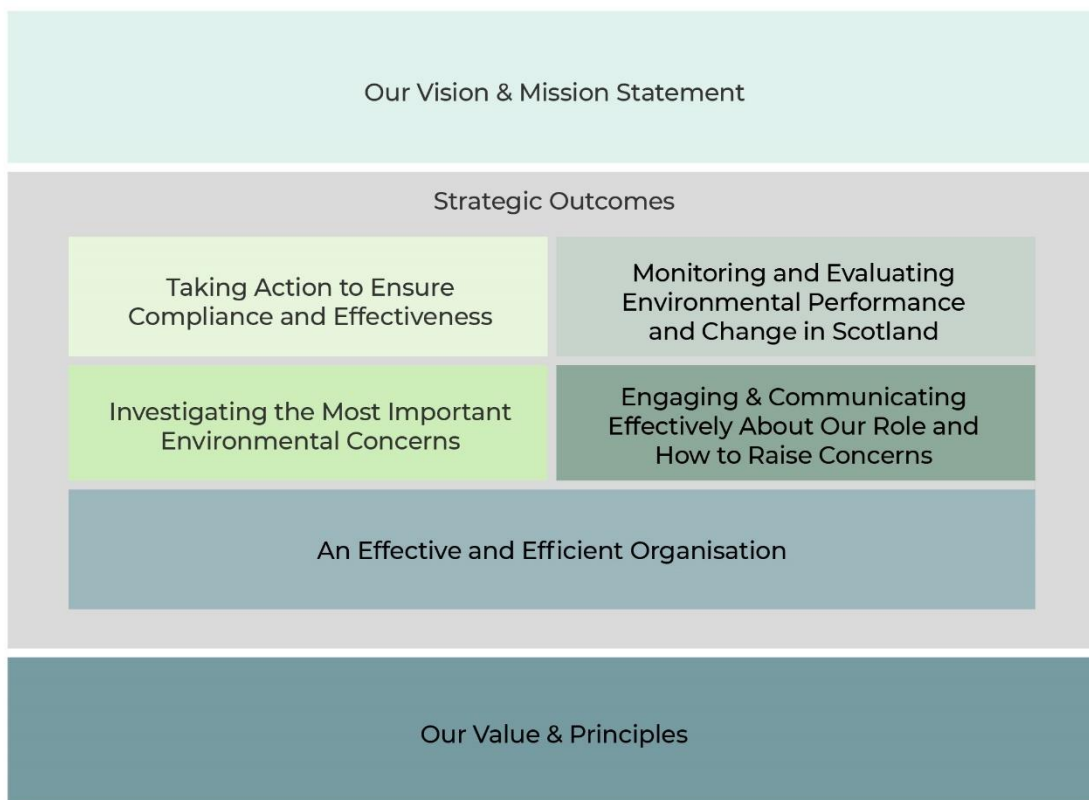 Our Vision & Mission Statement
Strategic Outcomes
Taking Action to Ensure
Compliance and Effectiveness
Monitoring and Evaluating
Environmental Performance
and Change in Scotland
Investigating the Most Important
Environmental Concerns
Engaging & Communicating
Effectively About Our Role and
How to Raise Concerns
An Effective and Efficient Organisation
Our Value & Principles